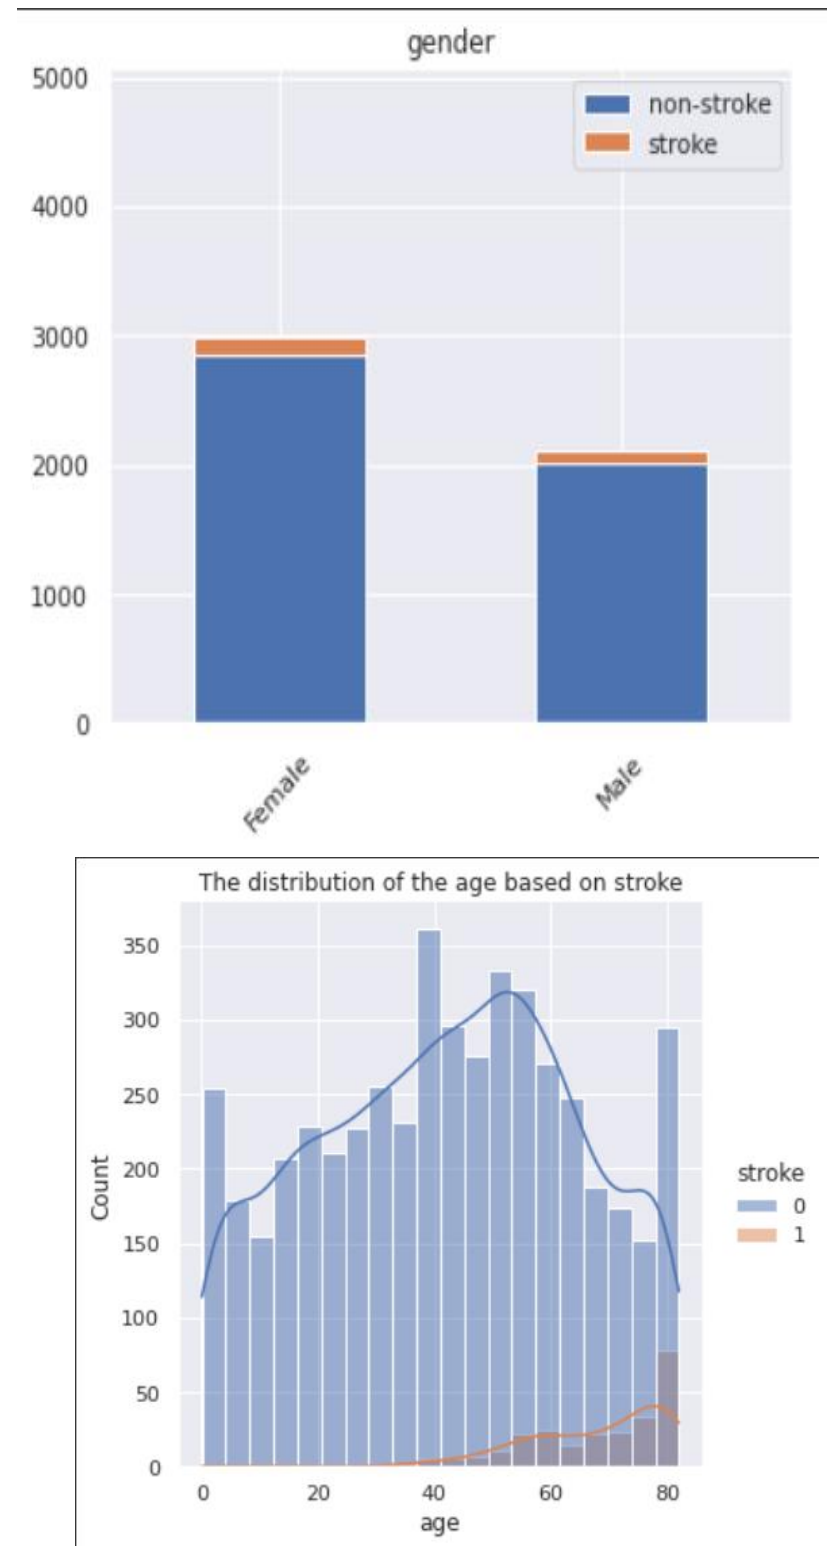 gender
5000
non-stroke
stroke
4000
3000
2000
1000
0
Female
Male
The distribution of the age based on stroke
350
300
250
200
150
100
50
0
Count
0 20 40 60 80
age
stroke
0
1